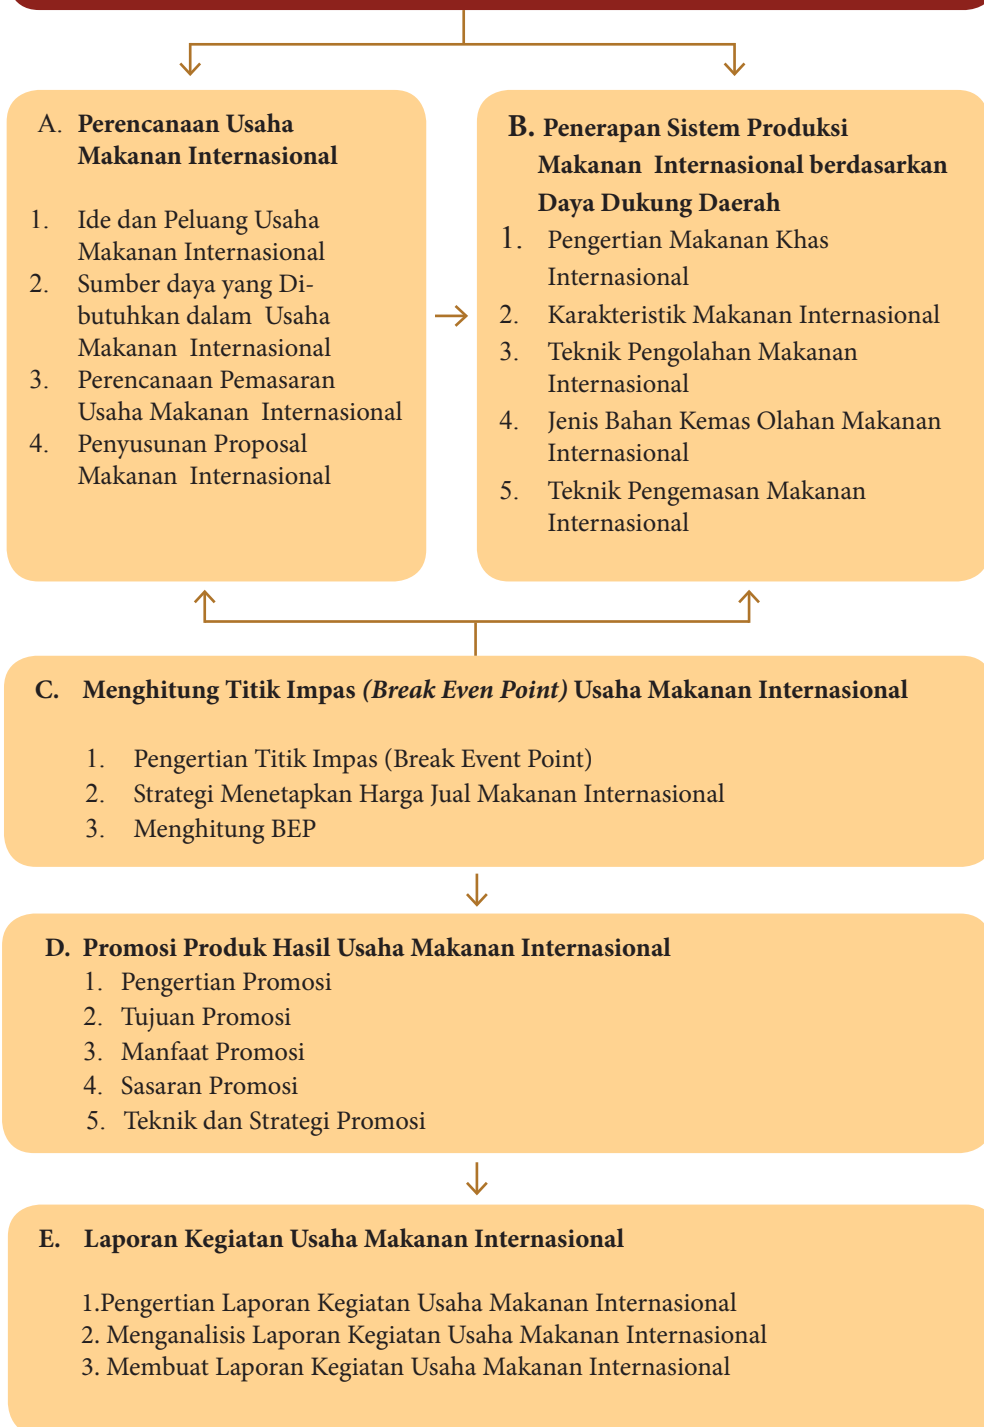 A. Perencanaan Usaha
Makanan Internasional
1. Ide dan Peluang Usaha
Makanan Internasional
2. Sumber daya yang Di-
butuhkan dalam Usaha
Makanan Internasional
3. Perencanaan Pemasaran
Usaha Makanan Internasional
4. Penyusunan Proposal
Makanan Internasional
B. Penerapan Sistem Produksi
Makanan Internasional berdasarkan
Daya Dukung Daerah
1. Pengertian Makanan Khas
Internasional
2. Karakteristik Makanan Internasional
3. Teknik Pengolahan Makanan
Internasional
4. Jenis Bahan Kemas Olahan Makanan
Internasional
5. Teknik Pengemasan Makanan
Internasional
C. Menghitung Titik Impas (Break Even Point) Usaha Makanan Internasional
1. Pengertian Titik Impas (Break Event Point)
2. Strategi Menetapkan Harga Jual Makanan Internasional
3. Menghitung BEP
D. Promosi Produk Hasil Usaha Makanan Internasional
1. Pengertian Promosi
2. Tujuan Promosi
3. Manfaat Promosi
4. Sasaran Promosi
5. Teknik dan Strategi Promosi
E. Laporan Kegiatan Usaha Makanan Internasional
1.Pengertian Laporan Kegiatan Usaha Makanan Internasional
2. Menganalisis Laporan Kegiatan Usaha Makanan Internasional
3. Membuat Laporan Kegiatan Usaha Makanan Internasional